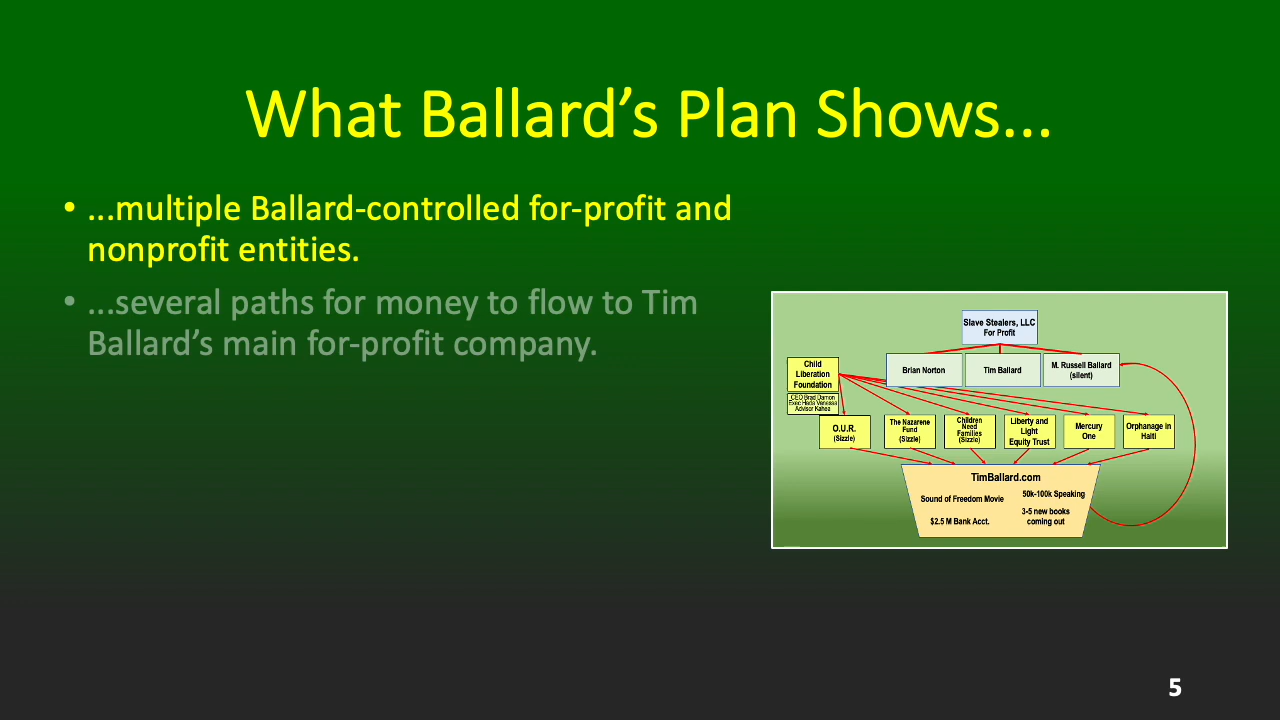 What Ballard’s Plan Shows...
• ...multiple Ballard-controlled for-profit and
nonprofit entities.
• ...several paths for money to flow to Tim
Ballard’s main for-profit company.
Slave Stealers, LLC
For Profit
Brian Norton
Tim Ballard
M. Russell Ballard
(silent)
Child
Liberation
Foundation
CEO Brad Damon
Exec Herb Vanessa
Advisor Kahea
O.U.R.
(Sizzle)
The Nazarene
Fund
(Sizzle)
Children
Need
Families
(Sizzle)
Liberty and
Light
Equity Trust
Mercury
One
Orphanage in
Haiti
TimBallard.com
Sound of Freedom Movie
50k-100k Speaking
$2.5 M Bank Acct.
3-5 new books
coming out
5